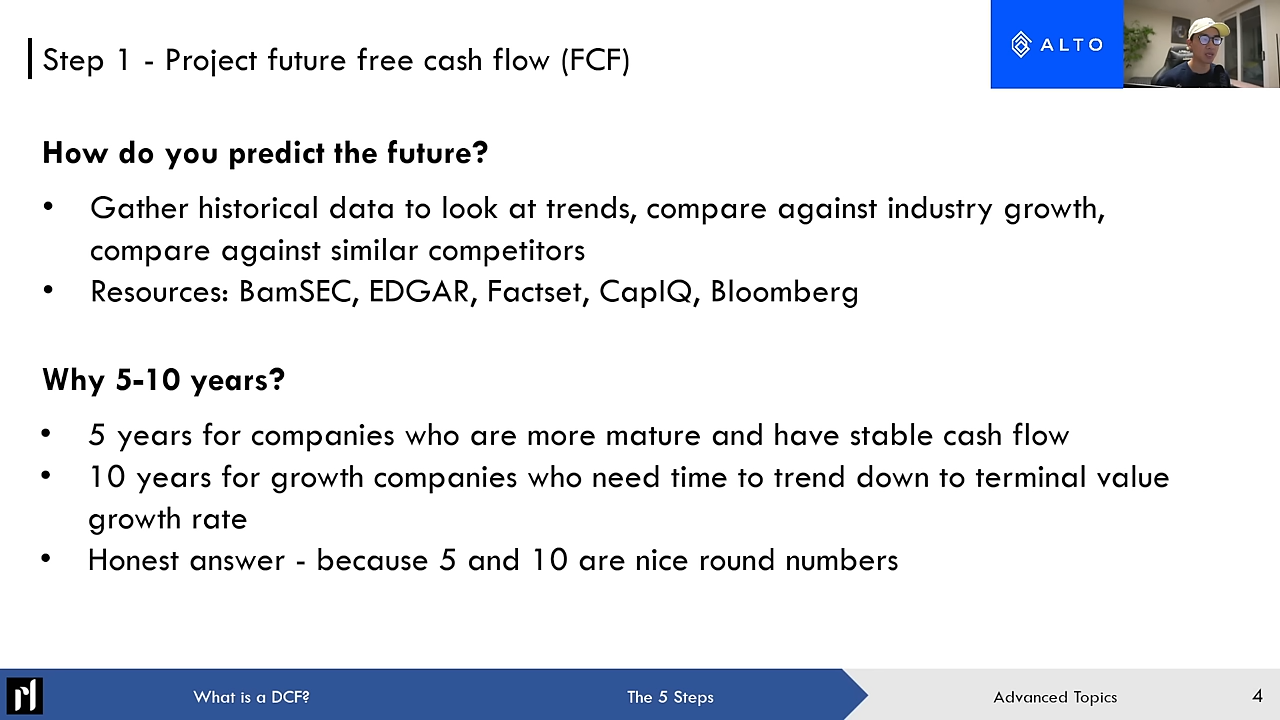 Step 1 - Project future free cash flow (FCF)
ALTO
How do you predict the future?
• Gather historical data to look at trends, compare against industry growth,
compare against similar competitors
• Resources: BamSEC, EDGAR, Factset, CapIQ, Bloomberg
Why 5-10 years?
• 5 years for companies who are more mature and have stable cash flow
• 10 years for growth companies who need time to trend down to terminal value
growth rate
• Honest answer - because 5 and 10 are nice round numbers
rl
What is a DCF?
The 5 Steps
Advanced Topics
4